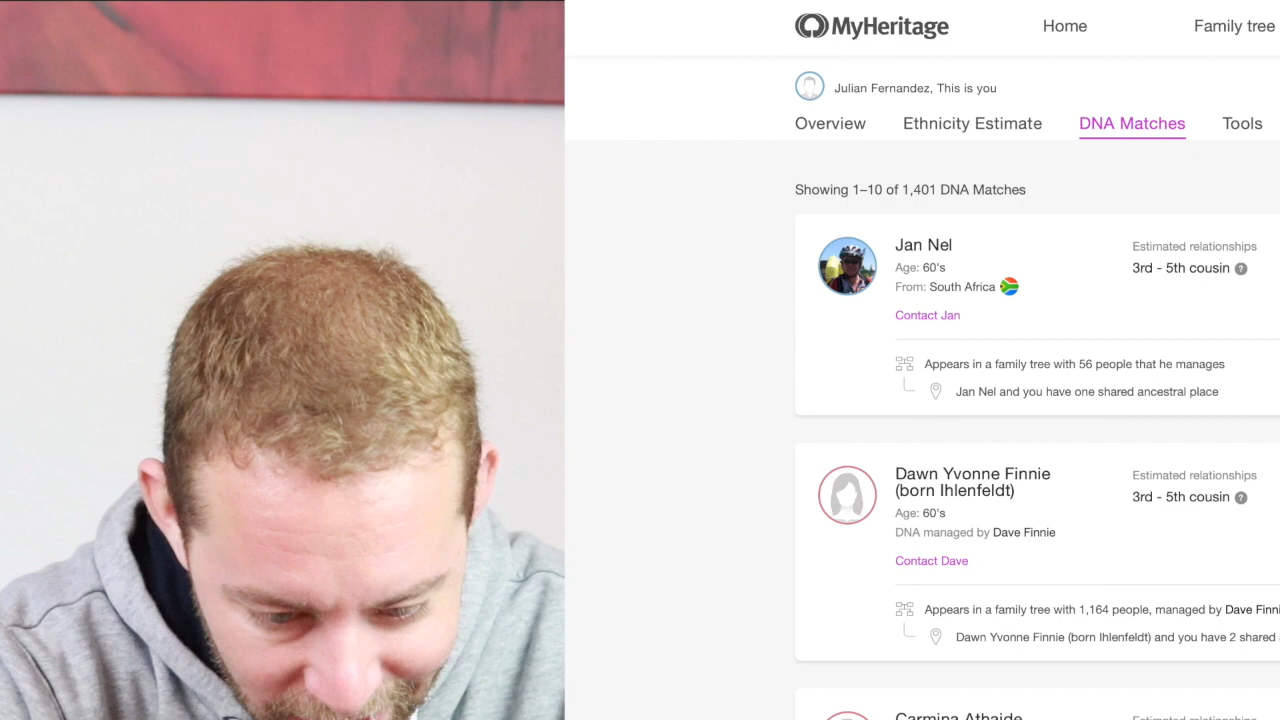 MyHeritage
Home
Family tree
Julian Fernandez, This is you
Overview
Ethnicity Estimate
DNA Matches
Tools
Showing 1–10 of 1,401 DNA Matches
Jan Nel
Age: 60's
From: South Africa
Contact Jan
Estimated relationships
3rd - 5th cousin ?
Appears in a family tree with 56 people that he manages
Jan Nel and you have one shared ancestral place
Dawn Yvonne Finnie
(born Ihlenfeldt)
Age: 60's
DNA managed by Dave Finnie
Contact Dave
Estimated relationships
3rd - 5th cousin ?
Appears in a family tree with 1,164 people, managed by Dave Finni
Dawn Yvonne Finnie (born Ihlenfeldt) and you have 2 shared
Carmina Athaide
Estimated relationships